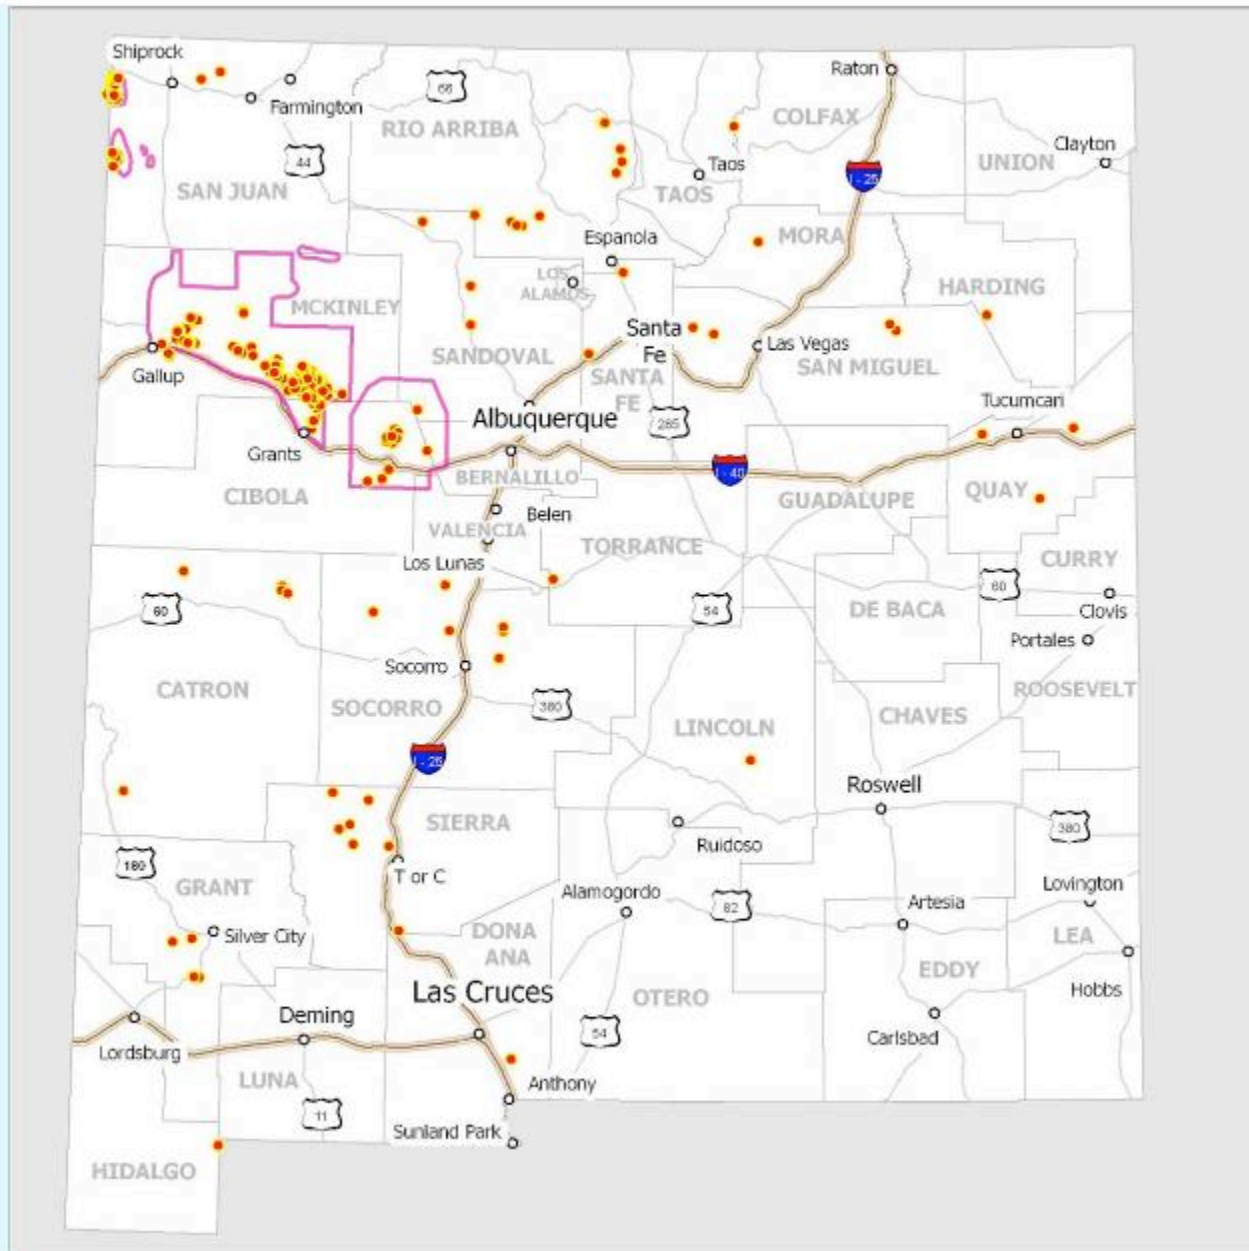 Shiprock
Raton
66
Farmington
COLFAX
RIO ARRIBA
Clayton
44
Taos
UNION
I - 25
SAN JUAN
TAOS
Espanola
MORA
LOS
ALAMOS
HARDING
MCKINLEY
Santa
Fe
Las Vegas
SANDOVAL
SAN MIGUEL
Gallup
SANTA
FE
Tucumcari
Albuquerque
285
Grants
I - 40
BERNALILLO
QUAY
CIBOLA
GUADALUPE
Belen
VALENCIA
TORRANCE
Los Lunas
CURRY
60
60
54
DE BACA
Clovis
Portales
Socorro
CATRON
ROOSEVELT
SOCORRO
380
CHAVES
LINCOLN
I - 25
Roswell
SIERRA
380
Ruidoso
180
T or C
GRANT
Alamogordo
Lovington
82
Artesia
Silver City
DONA
ANA
LEA
EDDY
Las Cruces
OTERO
Hobbs
Deming
54
Carlsbad
Lordsburg
LUNA
Anthony
11
Sunland Park
HIDALGO